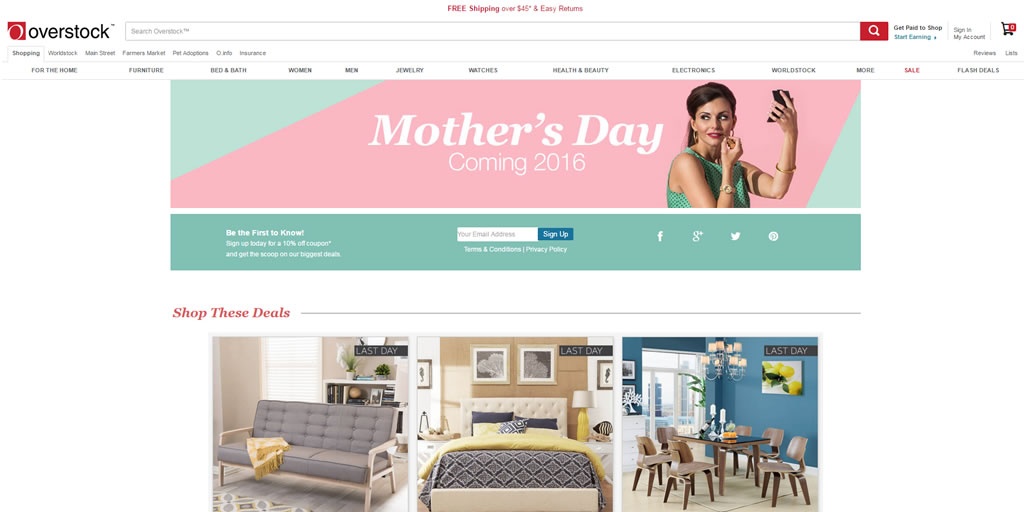 FREE Shipping over $45* & Easy Returns
overstock™
Search Overstock™
Get Paid to Shop
Start Earning
Sign In
My Account
0
Shopping Worldstock Main Street Farmers Market Pet Adoptions O.info Insurance
Reviews Lists
FOR THE HOME FURNITURE BED & BATH WOMEN MEN JEWELRY WATCHES HEALTH & BEAUTY ELECTRONICS WORLDSTOCK MORE SALE FLASH DEALS
Mother's Day
Coming 2016
Be the First to Know!
Sign up today for a 10% off coupon*
and get the scoop on our biggest deals.
Your Email Address Sign Up
Terms & Conditions | Privacy Policy
Shop These Deals
LAST DAY
LAST DAY
LAST DAY